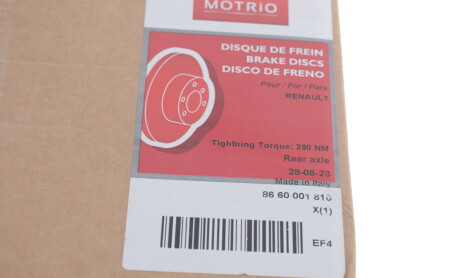 MOTRIO
DISQUE DE FREIN
BRAKE DISCS
DISCO DE FRENO
Pour / For / Para
RENAULT
Tightning Torque: 280 NM
Rear axle
28-08-23
Made in Italy
86 60 001 810
X(1)
EF4